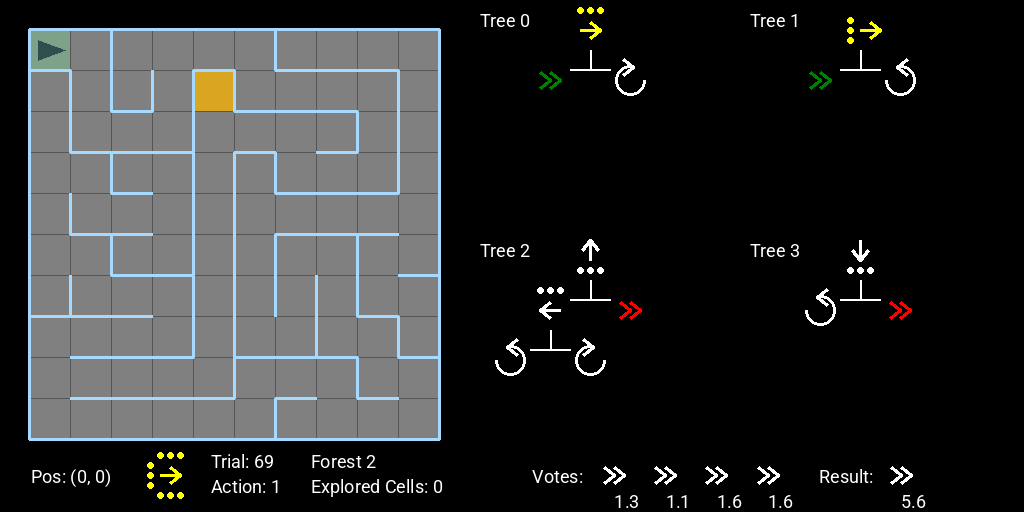 Tree 0
Tree 1
Tree 2
Tree 3
Pos: (0, 0)
Trial: 69
Forest 2
Action: 1
Explored Cells: 0
Votes:
Result:
1.3
1.1
1.6
1.6
5.6